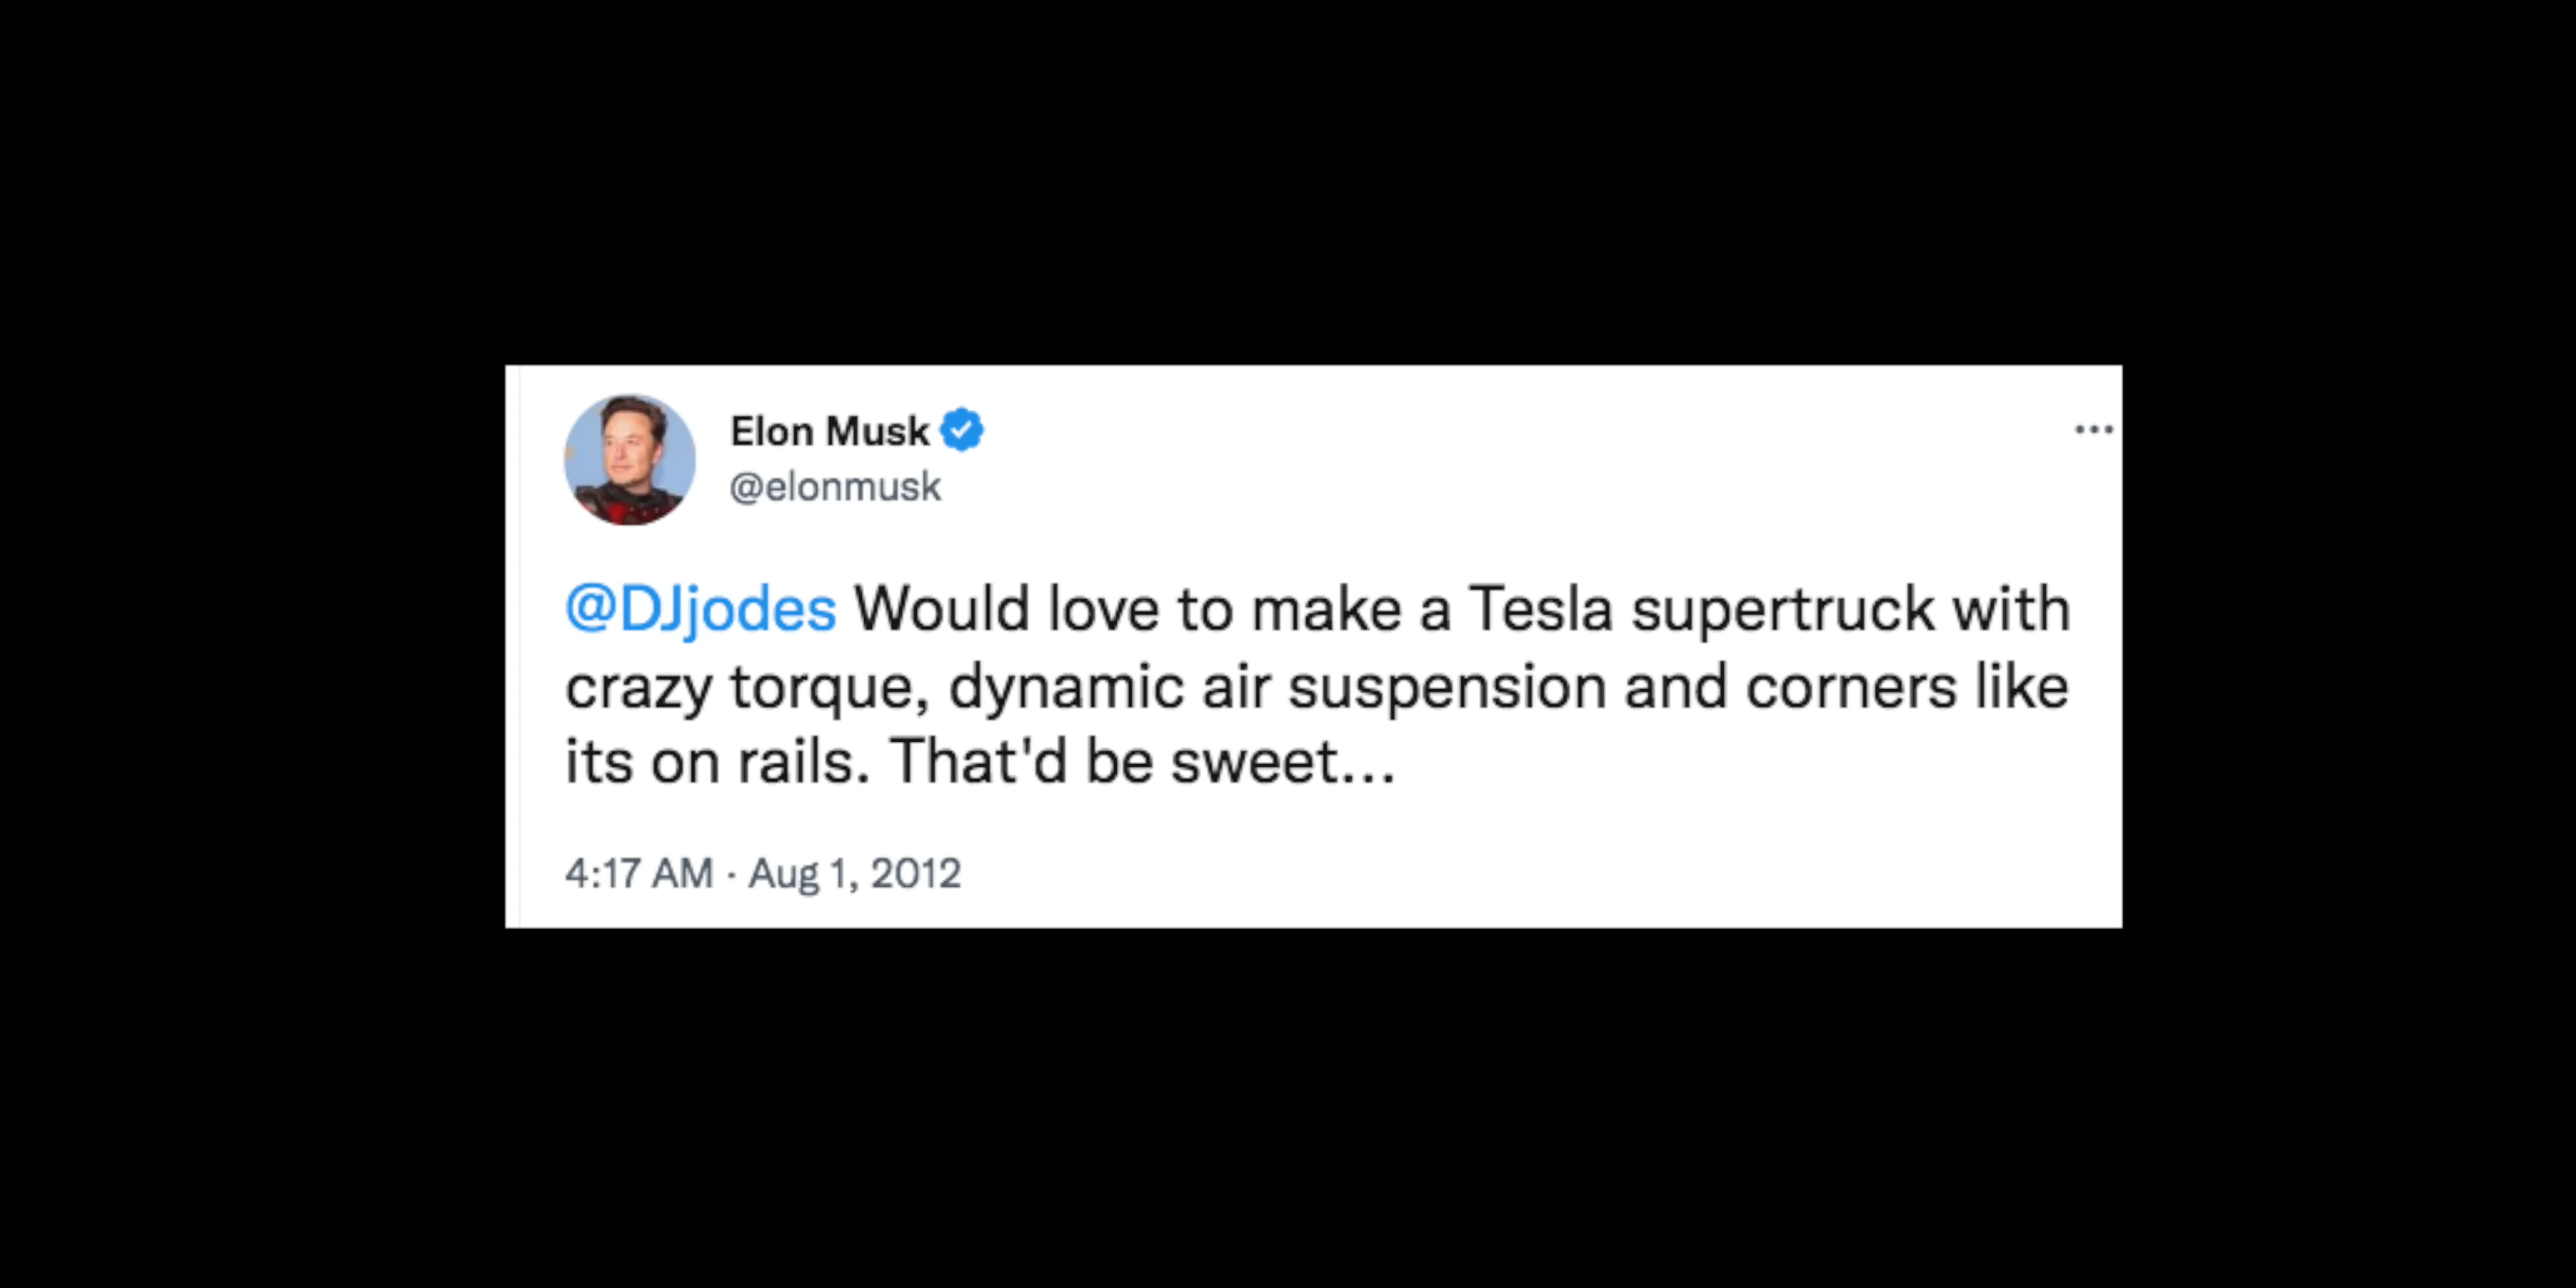 Elon Musk
@elonmusk
@DJjodes Would love to make a Tesla supertruck with
crazy torque, dynamic air suspension and corners like
its on rails. That'd be sweet...
4:17 AM · Aug 1, 2012